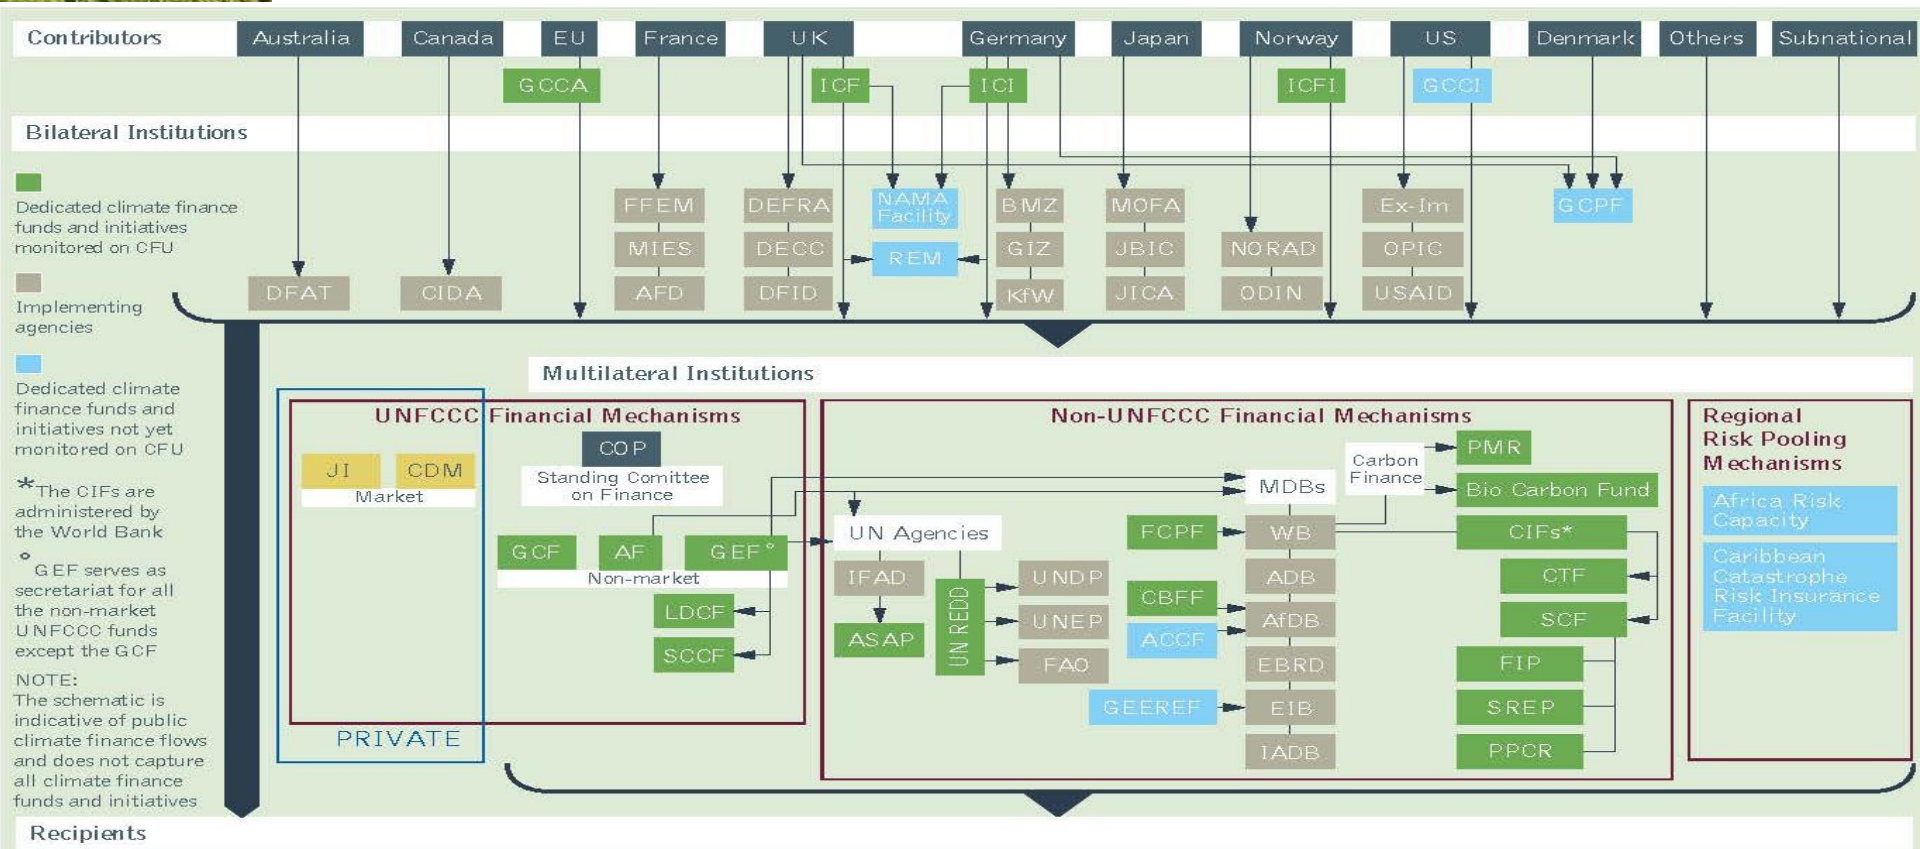 Contributors
Australia
Canada
EU
France
UK
Germany
Japan
Norway
US
Denmark
Others
Subnational
GCCA
ICF
ICI
ICFI
GCCI
Bilateral Institutions
Dedicated climate finance
funds and initiatives
monitored on CFU
Implementing
agencies
Dedicated climate
finance funds and
initiatives not yet
monitored on CFU
*The CIFs are
administered by
the World Bank
° GEF serves as
secretariat for all
the non-market
UNFCCC funds
except the GCF
NOTE:
The schematic is
indicative of public
climate finance flows
and does not capture
all climate finance
funds and initiatives
FFEM
MIES
AFD
DEFRA
DECC
DFID
NAMA
Facility
REM
BMZ
GIZ
KfW
MOFA
JBIC
JICA
NORAD
ODIN
Ex-Im
OPIC
USAID
GCPF
DFAT
CIDA
Multilateral Institutions
UNFCCC Financial Mechanisms
COP
Standing Comittee
on Finance
JI
CDM
Market
GCF
AF
GEF°
Non-market
LDCF
SCCF
PRIVATE
Non-UNFCCC Financial Mechanisms
UN Agencies
IFAD
ASAP
UN REDD
UNDP
UNEP
FAO
FCPF
CBFF
ACCF
GEEREF
MDBs
WB
ADB
AfDB
EBRD
EIB
IADB
Carbon
Finance
PMR
Bio Carbon Fund
CIFs*
CTF
SCF
FIP
SREP
PPCR
Regional
Risk Pooling
Mechanisms
Africa Risk
Capacity
Caribbean
Catastrophe
Risk Insurance
Facility
Recipients